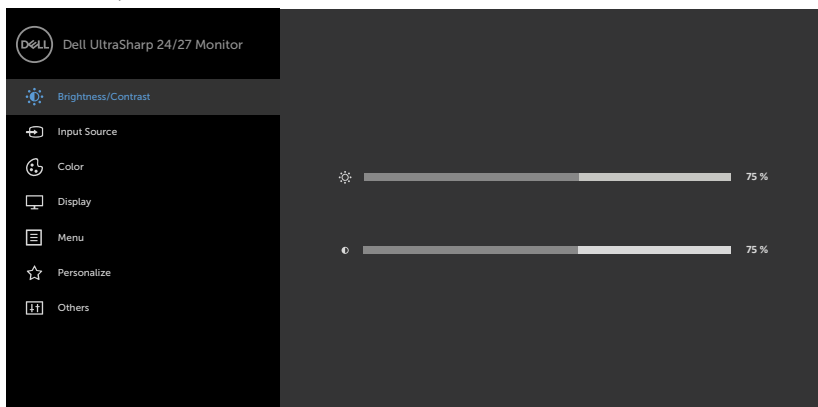 DELL
Dell UltraSharp 24/27 Monitor
Brightness/Contrast
Input Source
Color
75 %
Display
Menu
75 %
Personalize
Others